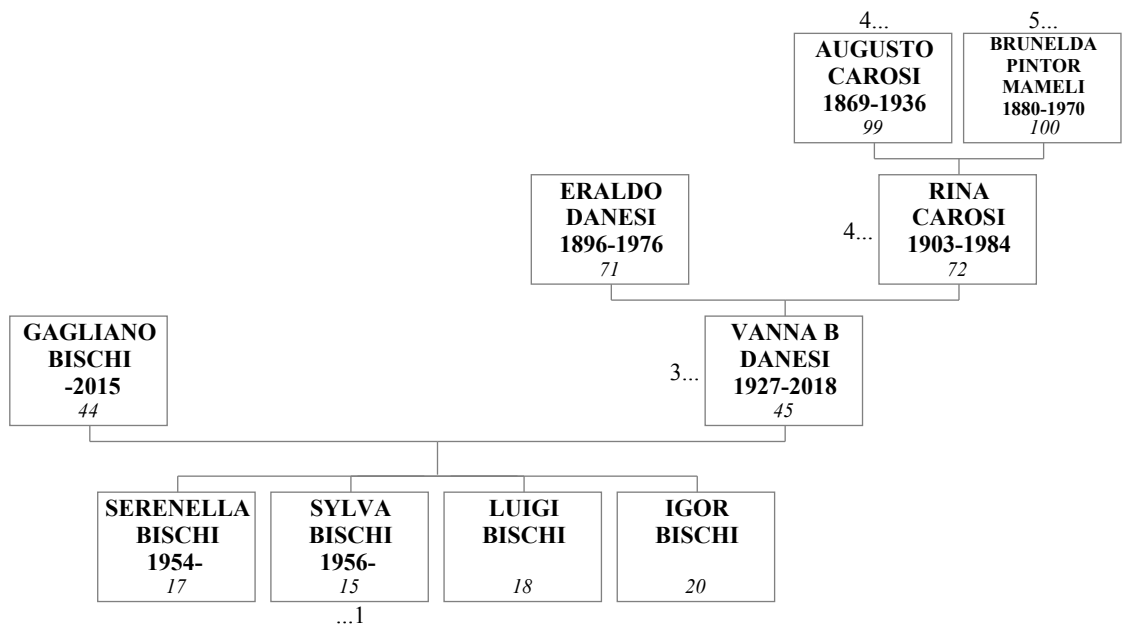 4...
5...
AUGUSTO
CAROSI
1869-1936
99
BRUNELDA
PINTOR
MAMELI
1880-1970
100
ERALDO
DANESI
1896-1976
71
4...
RINA
CAROSI
1903-1984
72
GAGLIANO
BISCHI
-2015
44
3...
VANNA B
DANESI
1927-2018
45
SERENELLA
BISCHI
1954-
17
SYLVA
BISCHI
1956-
15
LUIGI
BISCHI
18
IGOR
BISCHI
20
...1